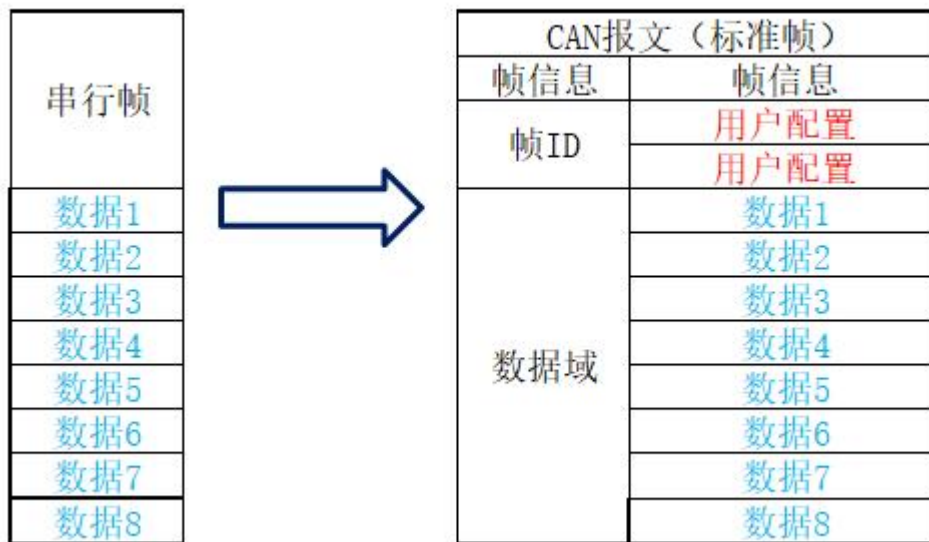 串行帧
数据1
数据2
数据3
数据4
数据5
数据6
数据7
数据8
CAN报文（标准帧）
帧信息 帧信息
帧ID 用户配置
用户配置
数据域
数据1
数据2
数据3
数据4
数据5
数据6
数据7
数据8